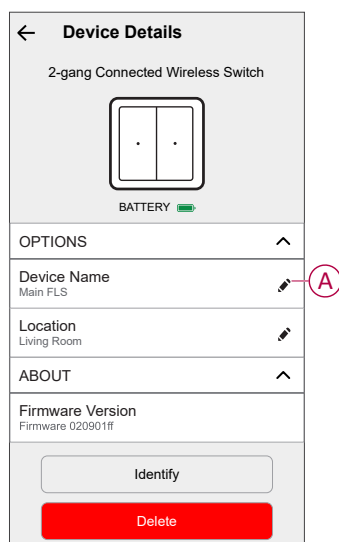 Device Details
2-gang Connected Wireless Switch
BATTERY
OPTIONS
Device Name
A
Main FLS
Location
Living Room
ABOUT
Firmware Version
Firmware 020901ff
Identify
Delete